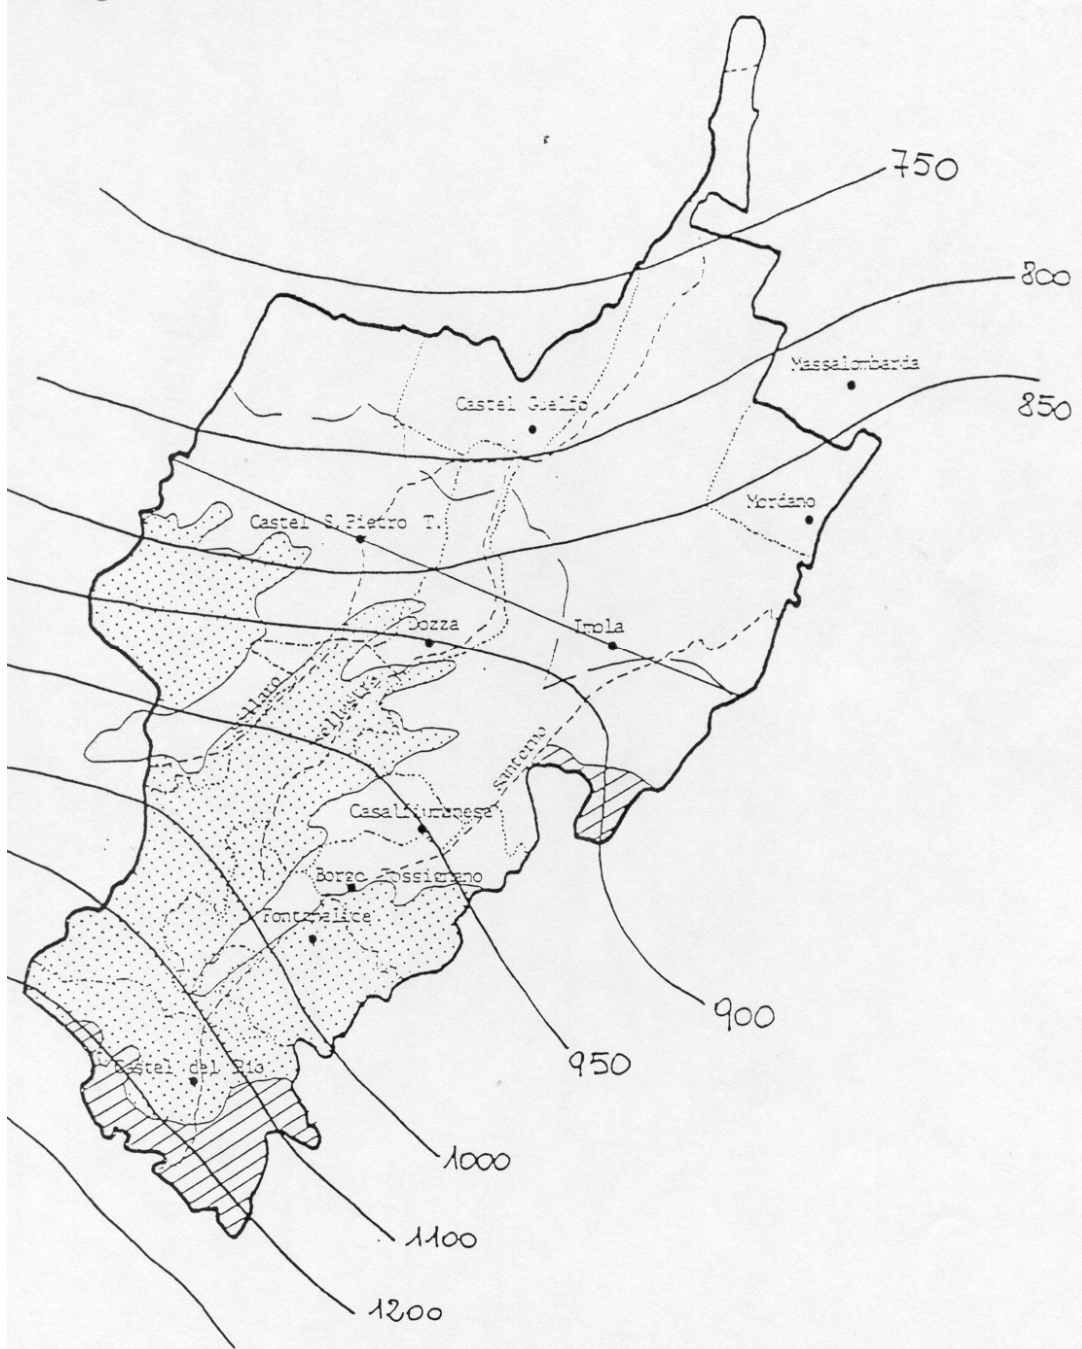 750
800
Massalombarda
850
Castel Guelfo
Mordano
Castel S.Pietro T.
Dozza
Imola
Santerno
Casalfiumanese
Borgo Tossignano
Fontanelice
900
950
Castel del Rio
1000
1100
1200